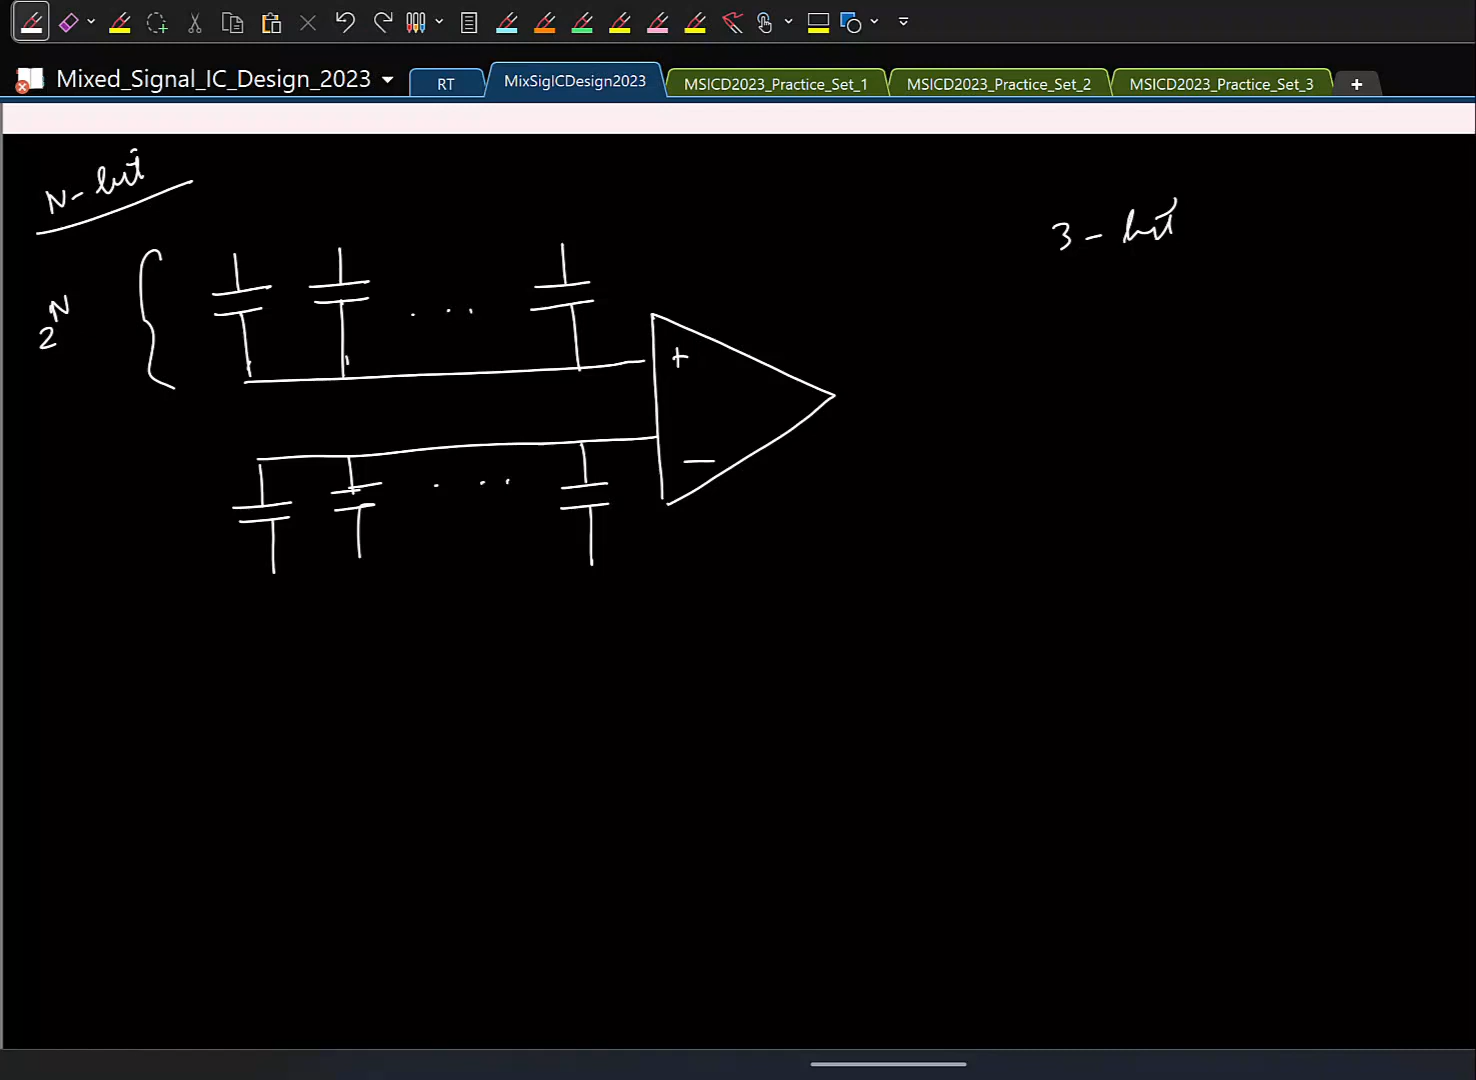 Mixed_Signal_IC_Design_2023
RT
MixSigICDesign2023
MSICD2023_Practice_Set_1
MSICD2023_Practice_Set_2
MSICD2023_Practice_Set_3
+
N-bit
3-bit
2^N
...
+
...
−